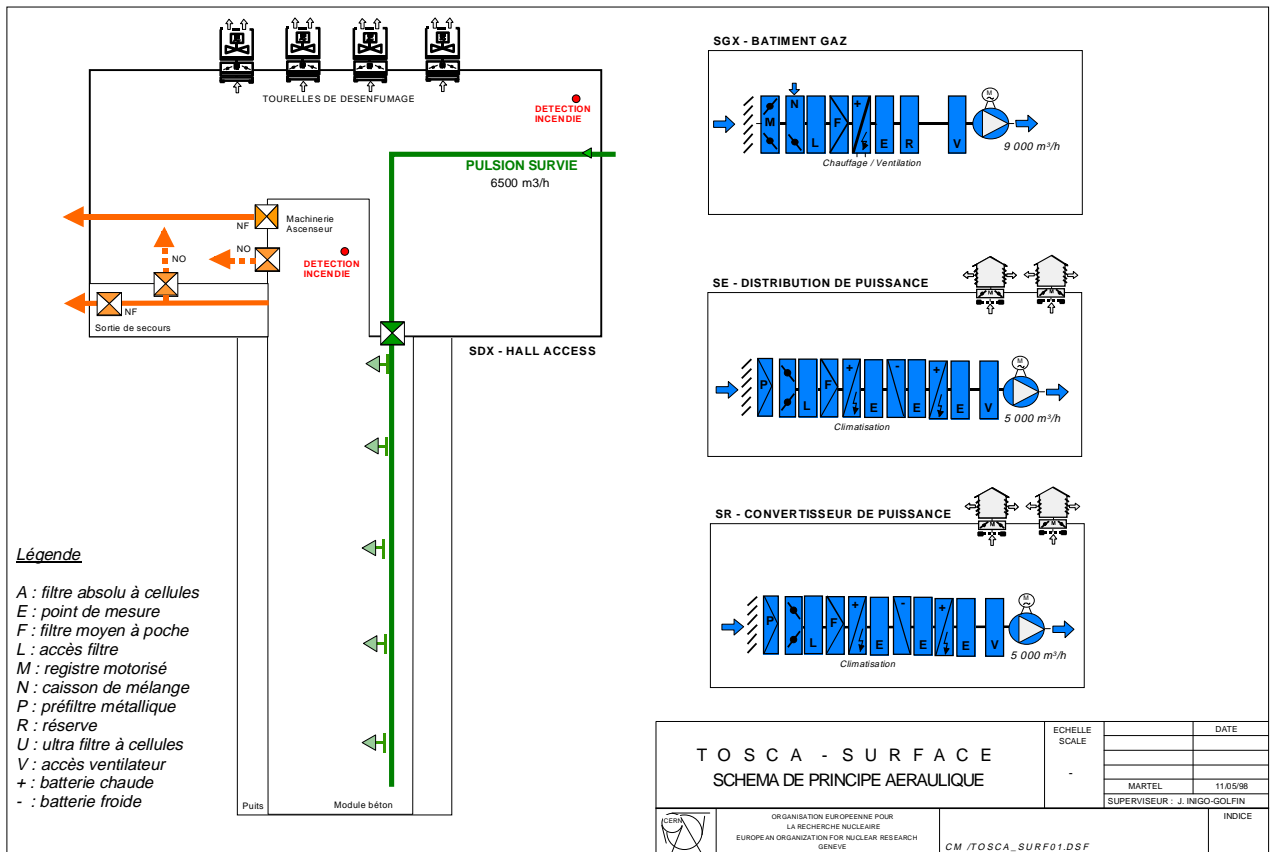 TOURELLES DE DESENFUMAGE
DETECTION
INCENDIE
PULSION SURVIE
6500 m3/h
NF
Machinerie
Ascenseur
NO
NO
DETECTION
INCENDIE
NF
Sortie de secours
SDX - HALL ACCESS
Puits
Module béton
Légende
A : filtre absolu à cellules
E : point de mesure
F : filtre moyen à poche
L : accès filtre
M : registre motorisé
N : caisson de mélange
P : préfiltre métallique
R : réserve
U : ultra filtre à cellules
V : accès ventilateur
+ : batterie chaude
- : batterie froide
SGX - BATIMENT GAZ
M N L F + E R V M
9 000 m³/h
Chauffage / Ventilation
SE - DISTRIBUTION DE PUISSANCE
M M
P L F + E - E + E V M
5 000 m³/h
Climatisation
SR - CONVERTISSEUR DE PUISSANCE
M M
P L F + E - E + E V M
5 000 m³/h
Climatisation
TOSCA - SURFACE
SCHEMA DE PRINCIPE AERAULIQUE
ECHELLE
SCALE
-
DATE
MARTEL 11/05/98
SUPERVISEUR : J. INIGO-GOLFIN
CERN
ORGANISATION EUROPEENNE POUR
LA RECHERCHE NUCLEAIRE
EUROPEAN ORGANIZATION FOR NUCLEAR RESEARCH
GENEVE
CM /TOSCA_SURF01.DSF
INDICE